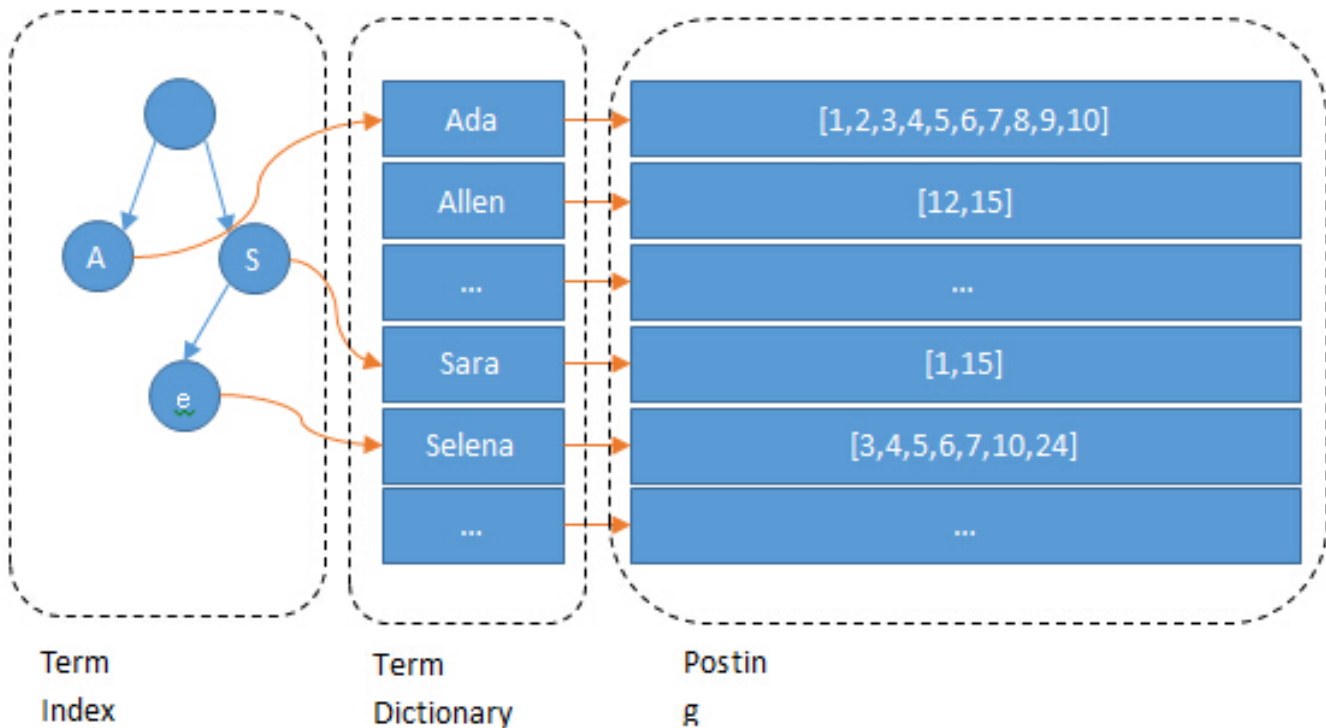 A
S
e
Ada
[1,2,3,4,5,6,7,8,9,10]
Allen
[12,15]
...
...
Sara
[1,15]
Selena
[3,4,5,6,7,10,24]
...
...
Term
Index
Term
Dictionary
Postin
g